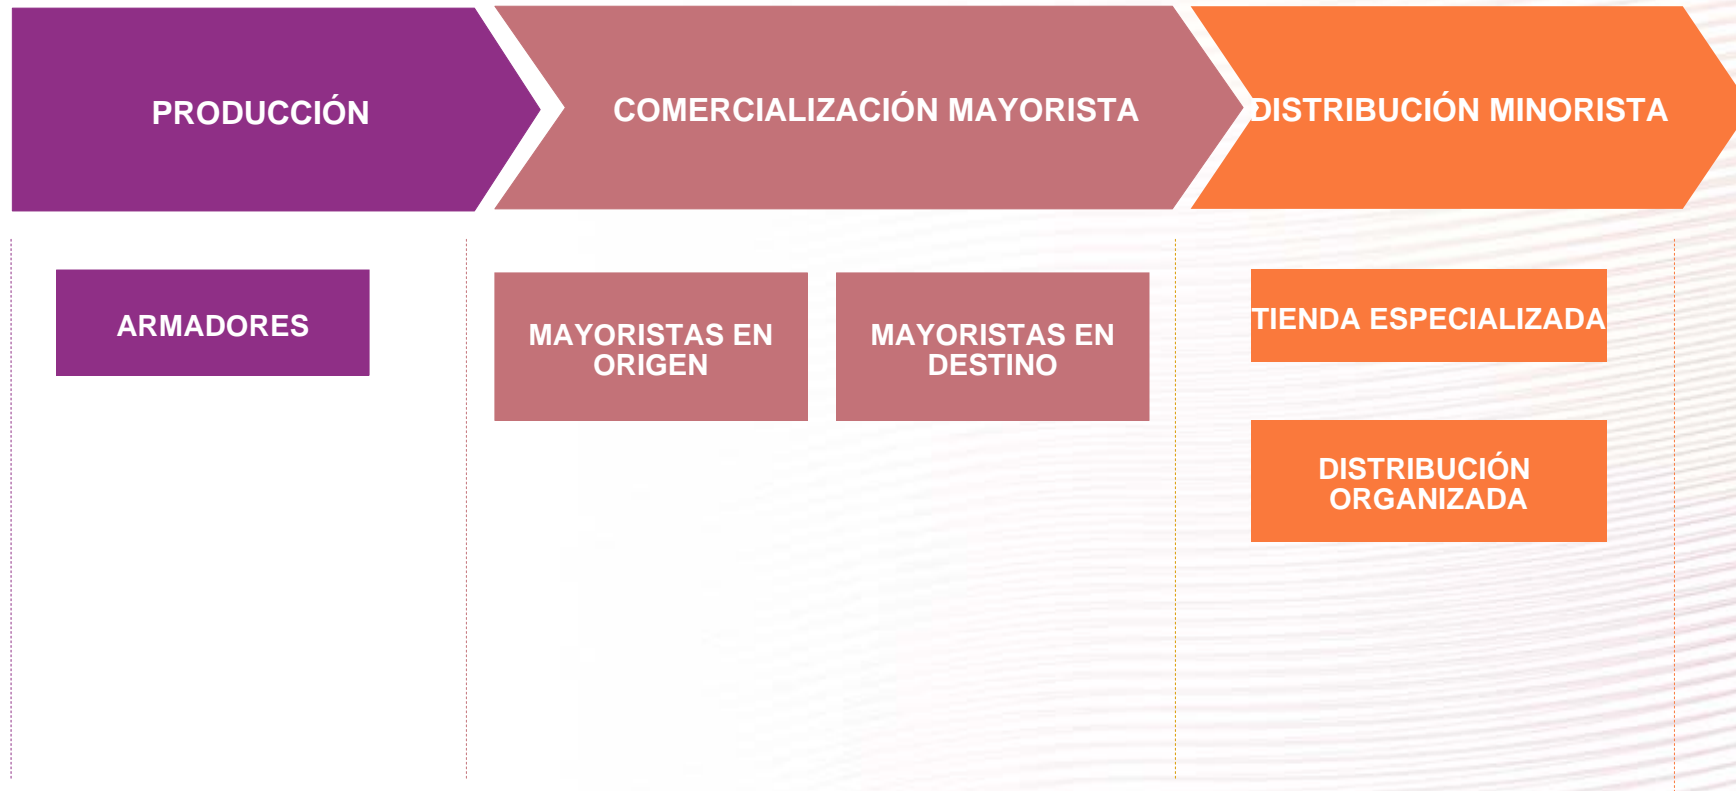 PRODUCCIÓN
COMERCIALIZACIÓN MAYORISTA
DISTRIBUCIÓN MINORISTA
ARMADORES
MAYORISTAS EN
ORIGEN
MAYORISTAS EN
DESTINO
TIENDA ESPECIALIZADA
DISTRIBUCIÓN
ORGANIZADA